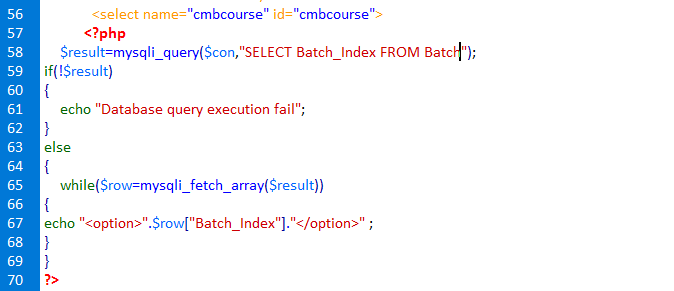 56 <select name="cmbcourse" id="cmbcourse">
57 <?php
58 $result=mysqli_query($con,"SELECT Batch_Index FROM Batch");
59 if(!$result)
60 {
61 echo "Database query execution fail";
62 }
63 else
64 {
65 while($row=mysqli_fetch_array($result))
66 {
67 echo "<option>".$row["Batch_Index"]."</option>" ;
68 }
69 }
70 ?>